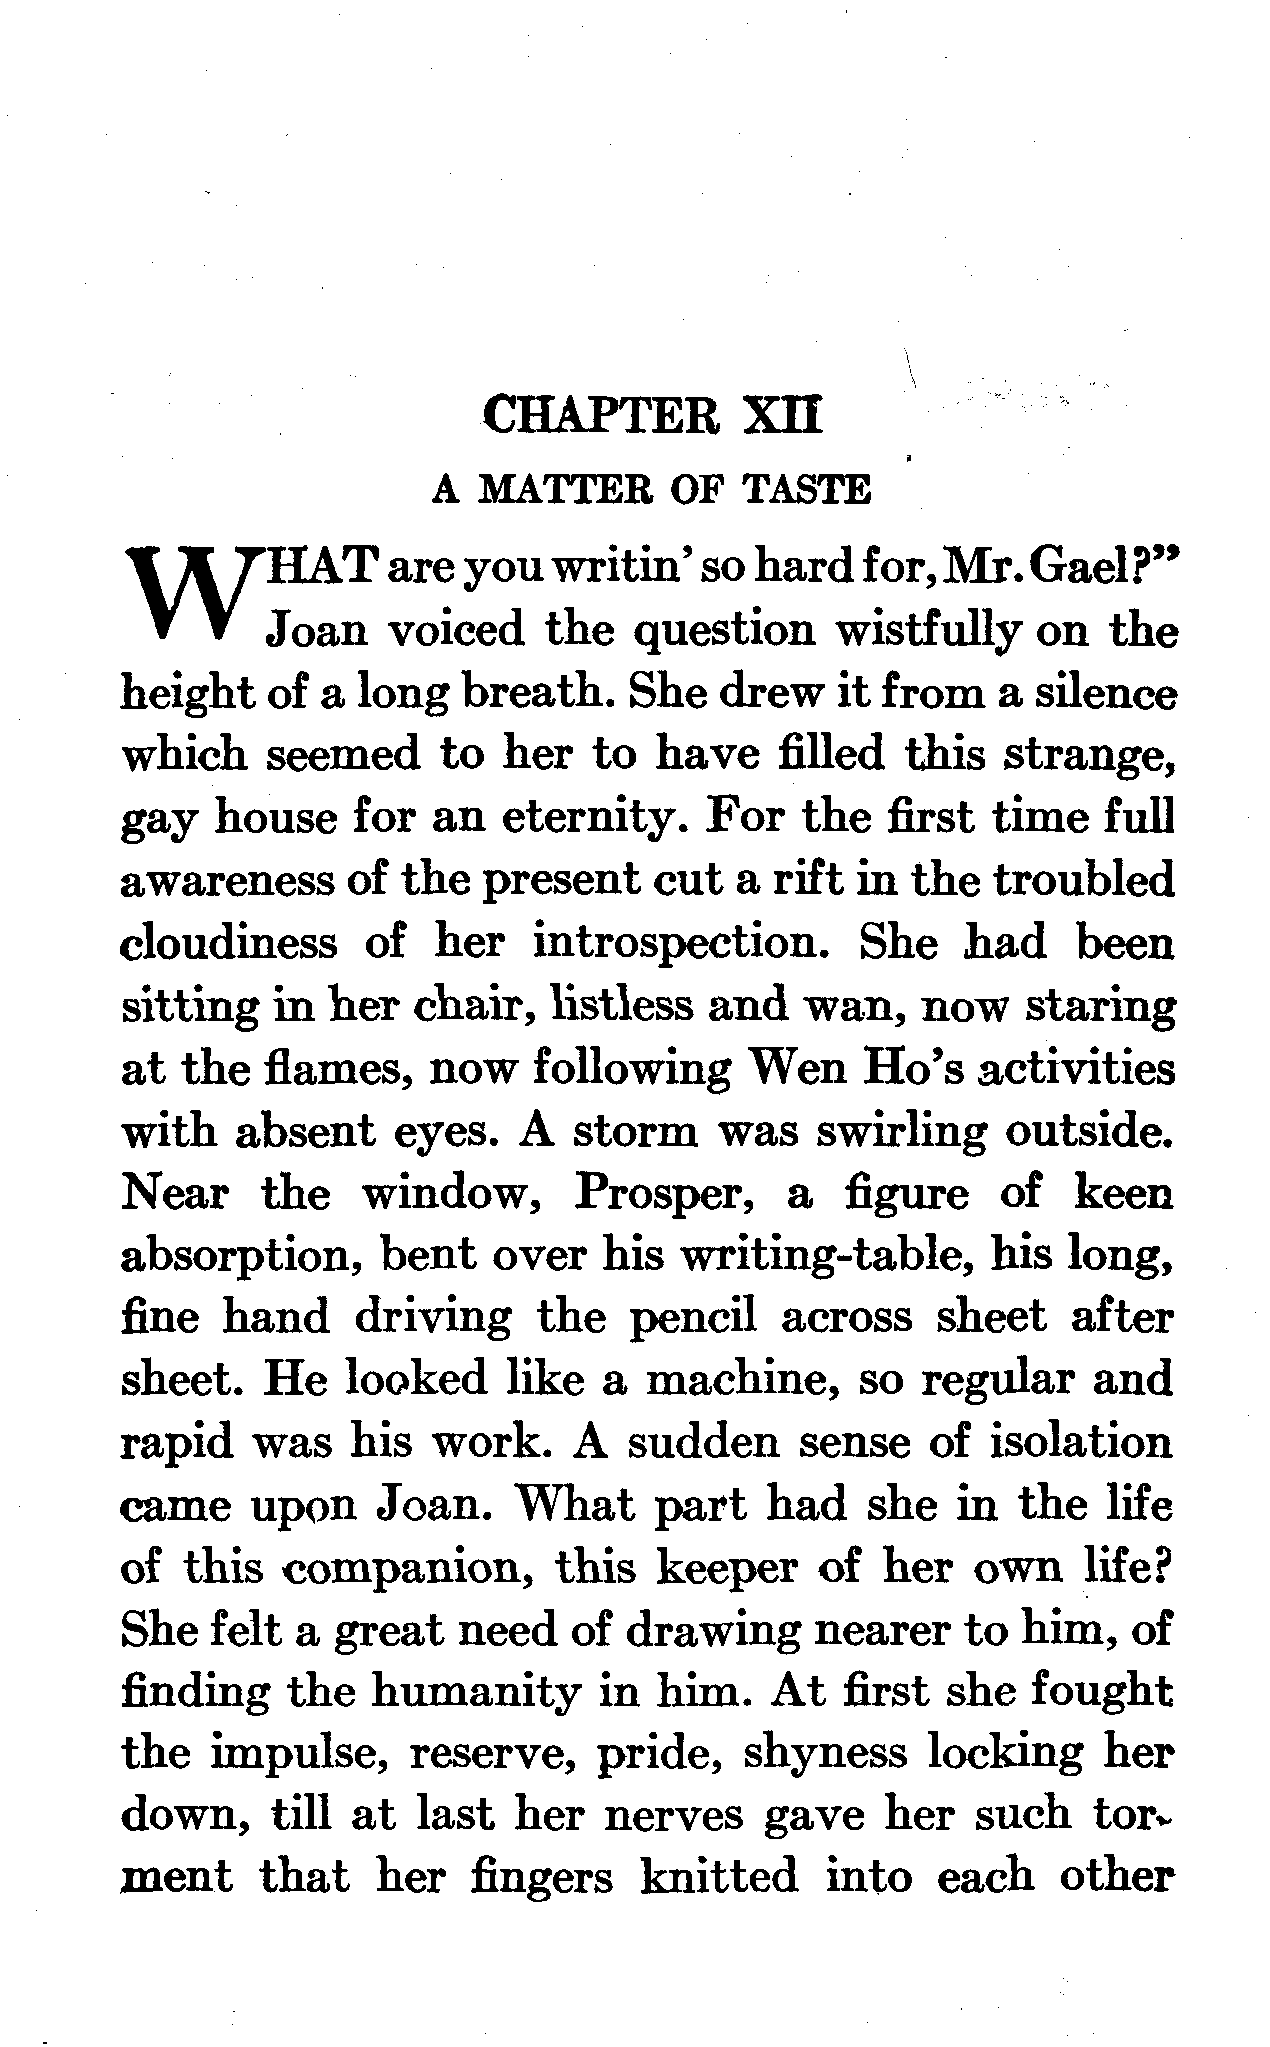 CHAPTER XII
A MATTER OF TASTE
WHAT are you writin' so hard for, Mr. Gael?"
Joan voiced the question wistfully on the
height of a long breath. She drew it from a silence
which seemed to her to have filled this strange,
gay house for an eternity. For the first time full
awareness of the present cut a rift in the troubled
cloudiness of her introspection. She had been
sitting in her chair, listless and wan, now staring
at the flames, now following Wen Ho's activities
with absent eyes. A storm was swirling outside.
Near the window, Prosper, a figure of keen
absorption, bent over his writing-table, his long,
fine hand driving the pencil across sheet after
sheet. He looked like a machine, so regular and
rapid was his work. A sudden sense of isolation
came upon Joan. What part had she in the life
of this companion, this keeper of her own life?
She felt a great need of drawing nearer to him, of
finding the humanity in him. At first she fought
the impulse, reserve, pride, shyness locking her
down, till at last her nerves gave her such tor-
ment that her fingers knitted into each other